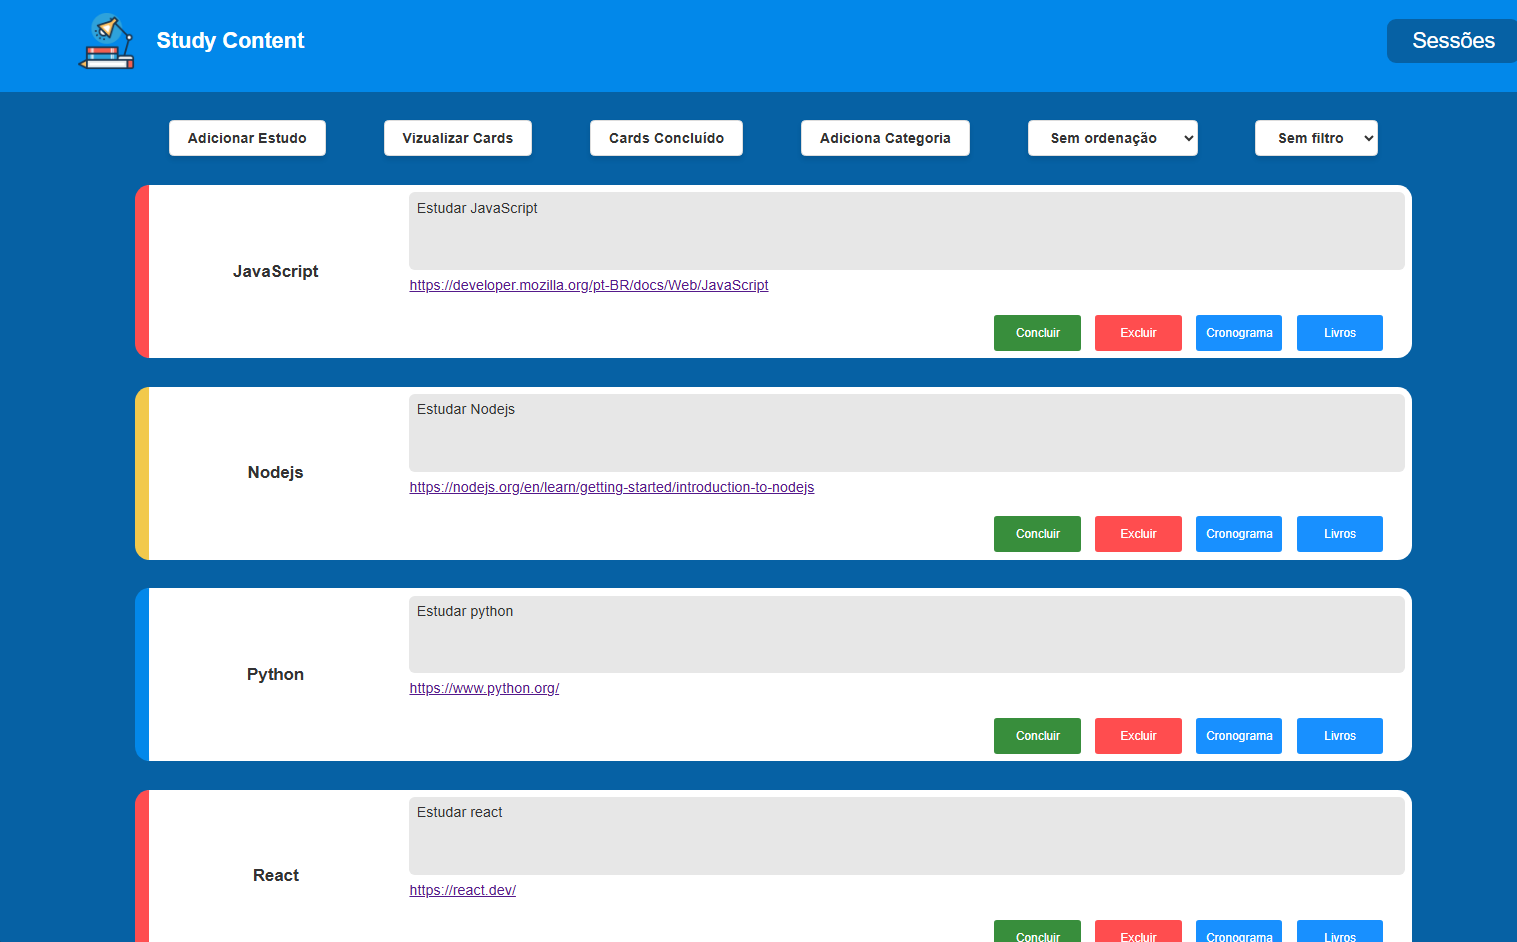 Study Content
Sessões
Adicionar Estudo
Vizualizar Cards
Cards Concluído
Adiciona Categoria
Sem ordenação
Sem filtro
JavaScript
Estudar JavaScript
https://developer.mozilla.org/pt-BR/docs/Web/JavaScript
Concluir
Excluir
Cronograma
Livros
Nodejs
Estudar Nodejs
https://nodejs.org/en/learn/getting-started/introduction-to-nodejs
Concluir
Excluir
Cronograma
Livros
Python
Estudar python
https://www.python.org/
Concluir
Excluir
Cronograma
Livros
React
Estudar react
https://react.dev/
Concluir
Excluir
Cronograma
Livros